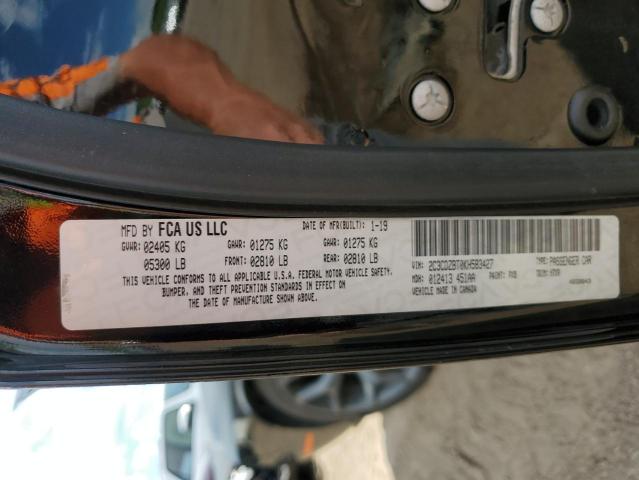 MFD BY FCA US LLC
DATE OF MFR(BUILT): 1-19
GVWR: 02405 KG GAWR: 01275 KG GAWR: 01275 KG
05300 LB FRONT: 02810 LB REAR: 02810 LB
THIS VEHICLE CONFORMS TO ALL APPLICABLE U.S.A. FEDERAL MOTOR VEHICLE SAFETY,
BUMPER, AND THEFT PREVENTION STANDARDS IN EFFECT ON
THE DATE OF MANUFACTURE SHOWN ABOVE.
VIN: 2C3CDZBT0KH583427 TYPE: PASSENGER CAR
MDH: 012413 451AA PAINT: PX8 TRIM:
VEHICLE MADE IN CANADA